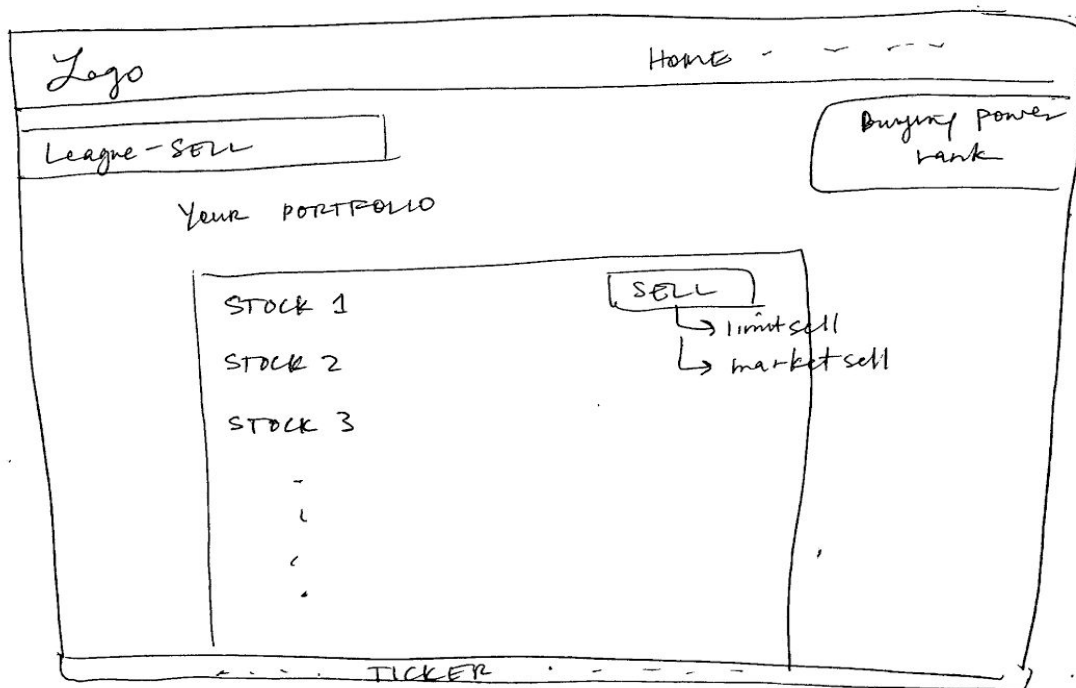 Logo
HOME
League - SELL
Buying power
rank
YOUR PORTFOLIO
STOCK 1
SELL
limit sell
market sell
STOCK 2
STOCK 3
TICKER